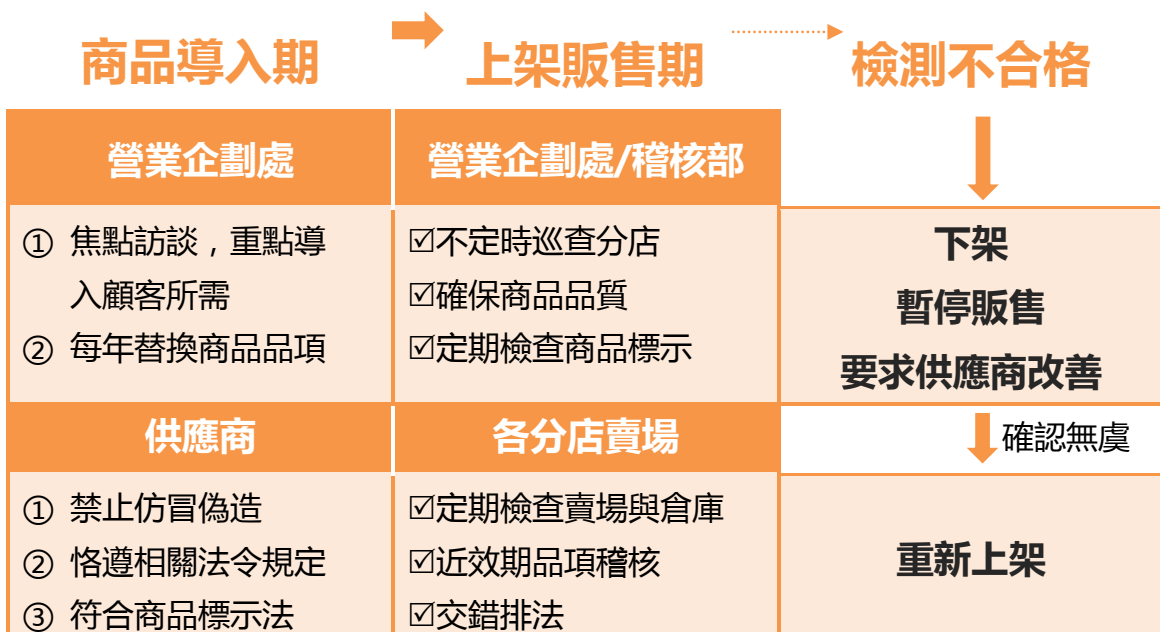 商品導入期
上架販售期
檢測不合格
營業企劃處
營業企劃處/稽核部
① 焦點訪談，重點導
入顧客所需
② 每年替換商品品項
☑不定時巡查分店
☑確保商品品質
☑定期檢查商品標示
下架
暫停販售
要求供應商改善
供應商
各分店賣場
確認無虞
① 禁止仿冒偽造
② 恪遵相關法令規定
③ 符合商品標示法
☑定期檢查賣場與倉庫
☑近效期品項稽核
☑交錯排法
重新上架